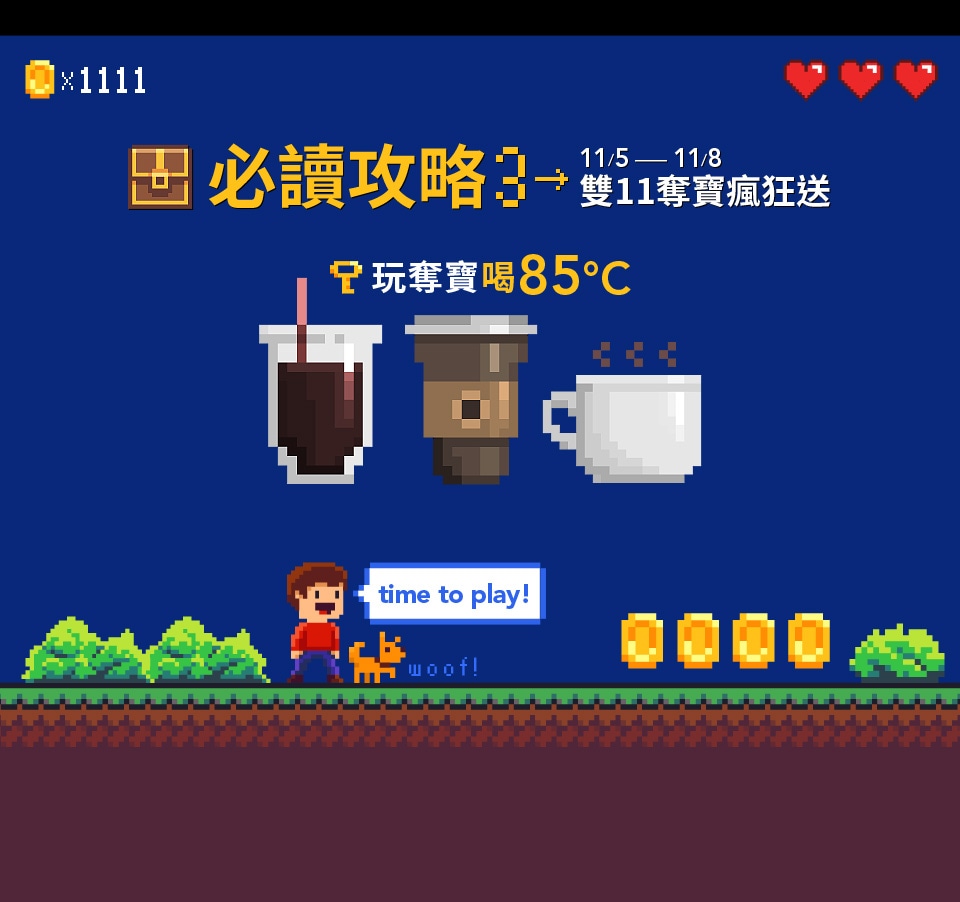 x1111
必讀攻略3→
11/5 — 11/8
雙11奪寶瘋狂送
玩奪寶喝85°C
time to play!
woof!